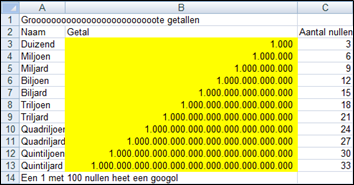 A B C
1 Grooooooooooooooooooooooooote getallen
2 Naam Getal Aantal nullen
3 Duizend 1.000 3
4 Miljoen 1.000.000 6
5 Miljard 1.000.000.000 9
6 Biljoen 1.000.000.000.000 12
7 Biljard 1.000.000.000.000.000 15
8 Triljoen 1.000.000.000.000.000.000 18
9 Triljard 1.000.000.000.000.000.000.000 21
10 Quadriljoen 1.000.000.000.000.000.000.000.000 24
11 Quadriljard 1.000.000.000.000.000.000.000.000.000 27
12 Quintiljoen 1.000.000.000.000.000.000.000.000.000.000 30
13 Quintiljard 1.000.000.000.000.000.000.000.000.000.000.000 33
14 Een 1 met 100 nullen heet een googol